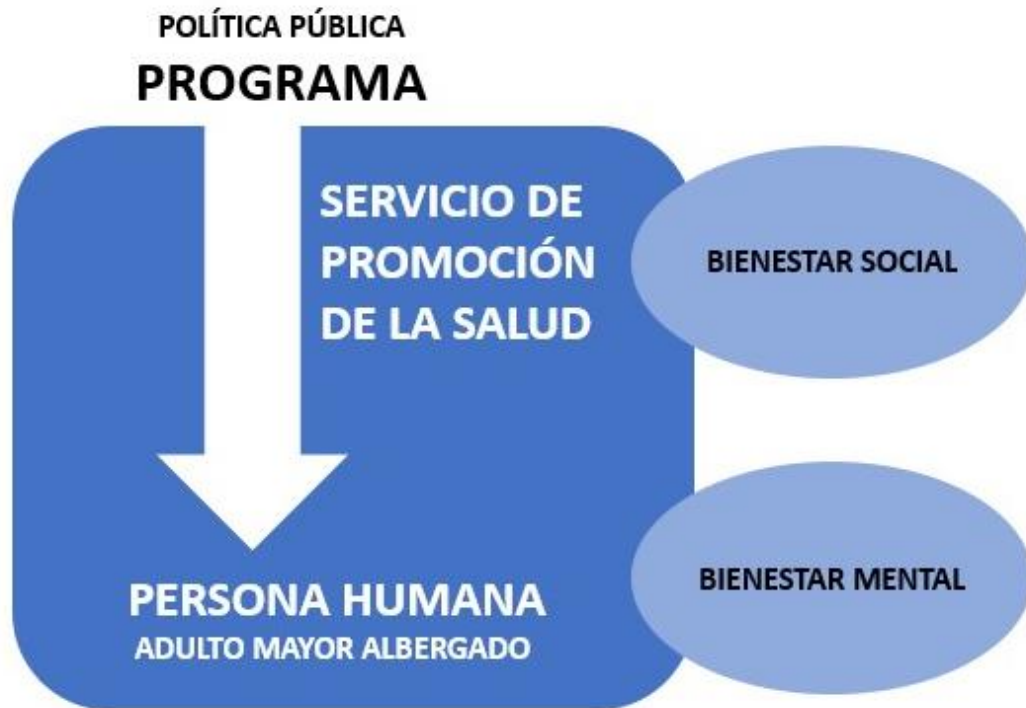 POLÍTICA PÚBLICA
PROGRAMA
SERVICIO DE
PROMOCIÓN
DE LA SALUD
BIENESTAR SOCIAL
BIENESTAR MENTAL
PERSONA HUMANA
ADULTO MAYOR ALBERGADO